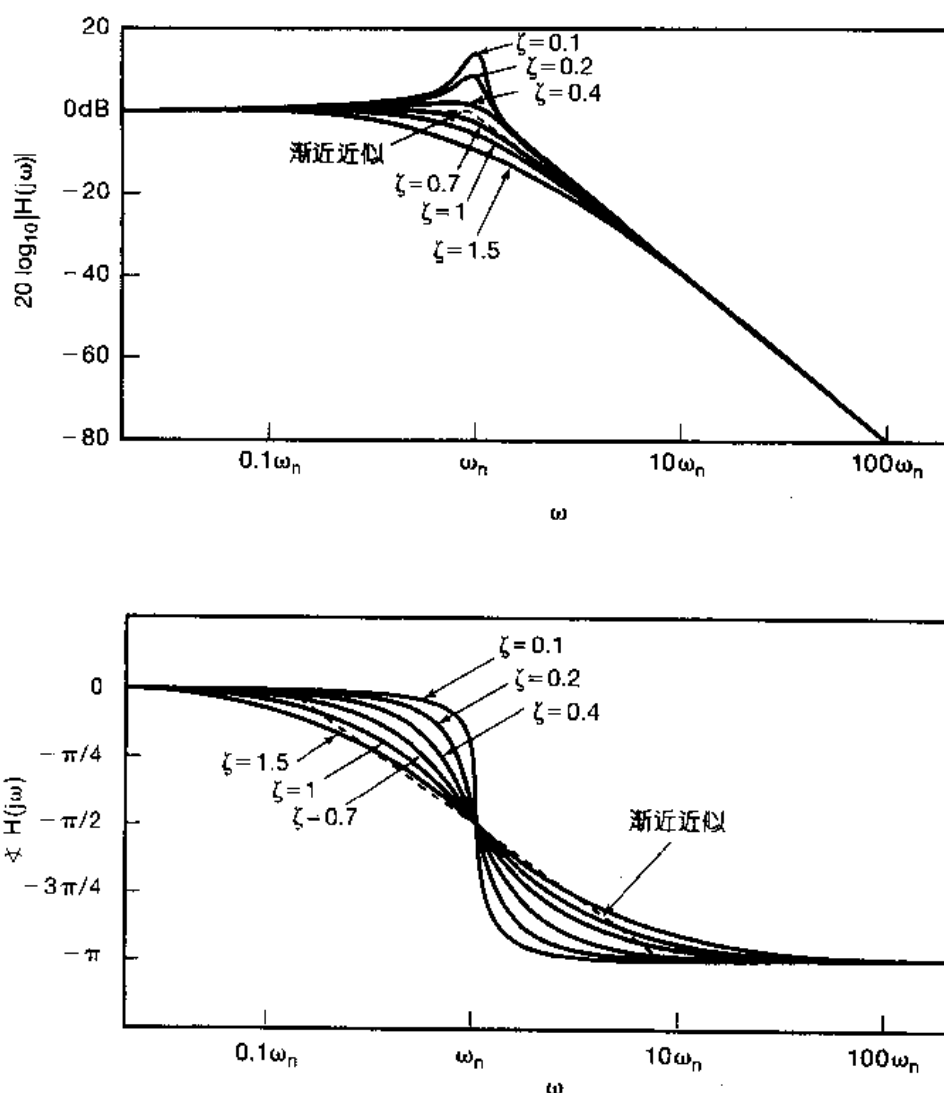 20
0dB
−20
−40
−60
−80
20 log₁₀|H(jω)|
ζ=0.1
ζ=0.2
ζ=0.4
渐近近似
ζ=0.7
ζ=1
ζ=1.5
0.1ωₙ
ωₙ
10ωₙ
100ωₙ
ω
0
−π/4
−π/2
−3π/4
−π
∢ H(jω)
ζ=0.1
ζ=0.2
ζ=0.4
ζ=1.5
ζ=1
ζ−0.7
渐近近似
0.1ωₙ
ωₙ
10ωₙ
100ωₙ
ω